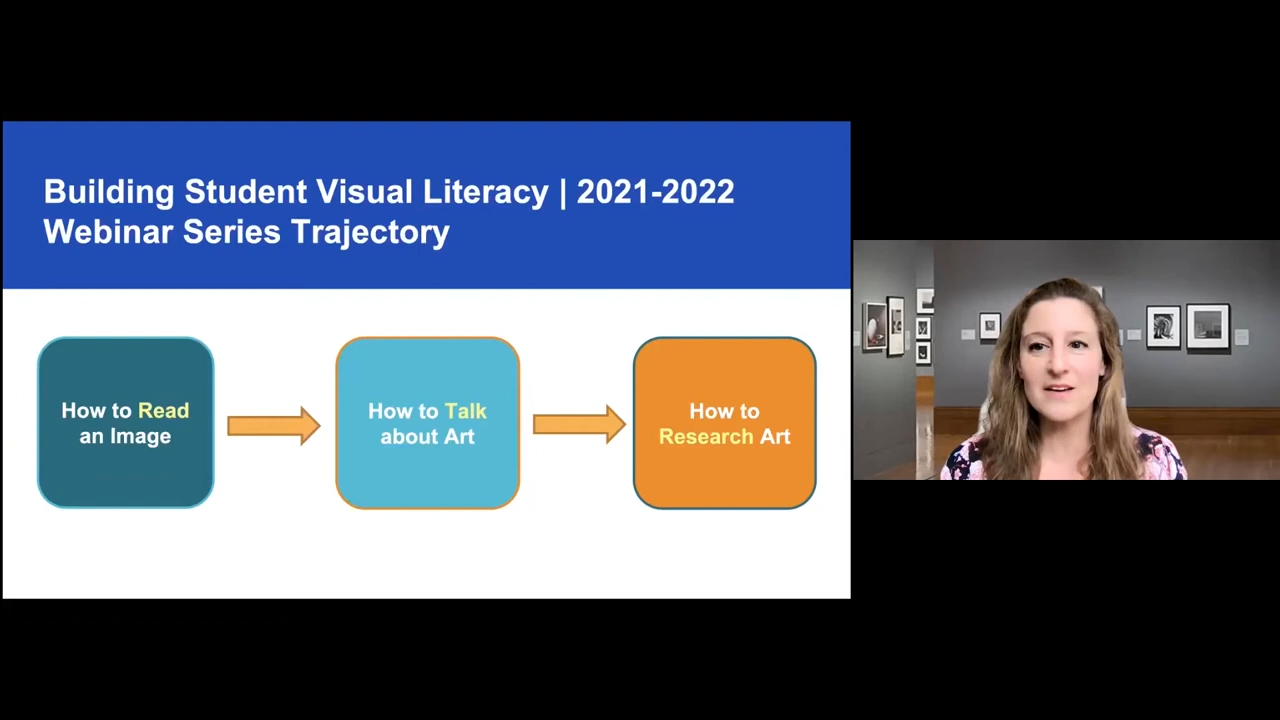 Building Student Visual Literacy | 2021-2022
Webinar Series Trajectory
How to Read
an Image
How to Talk
about Art
How to
Research Art